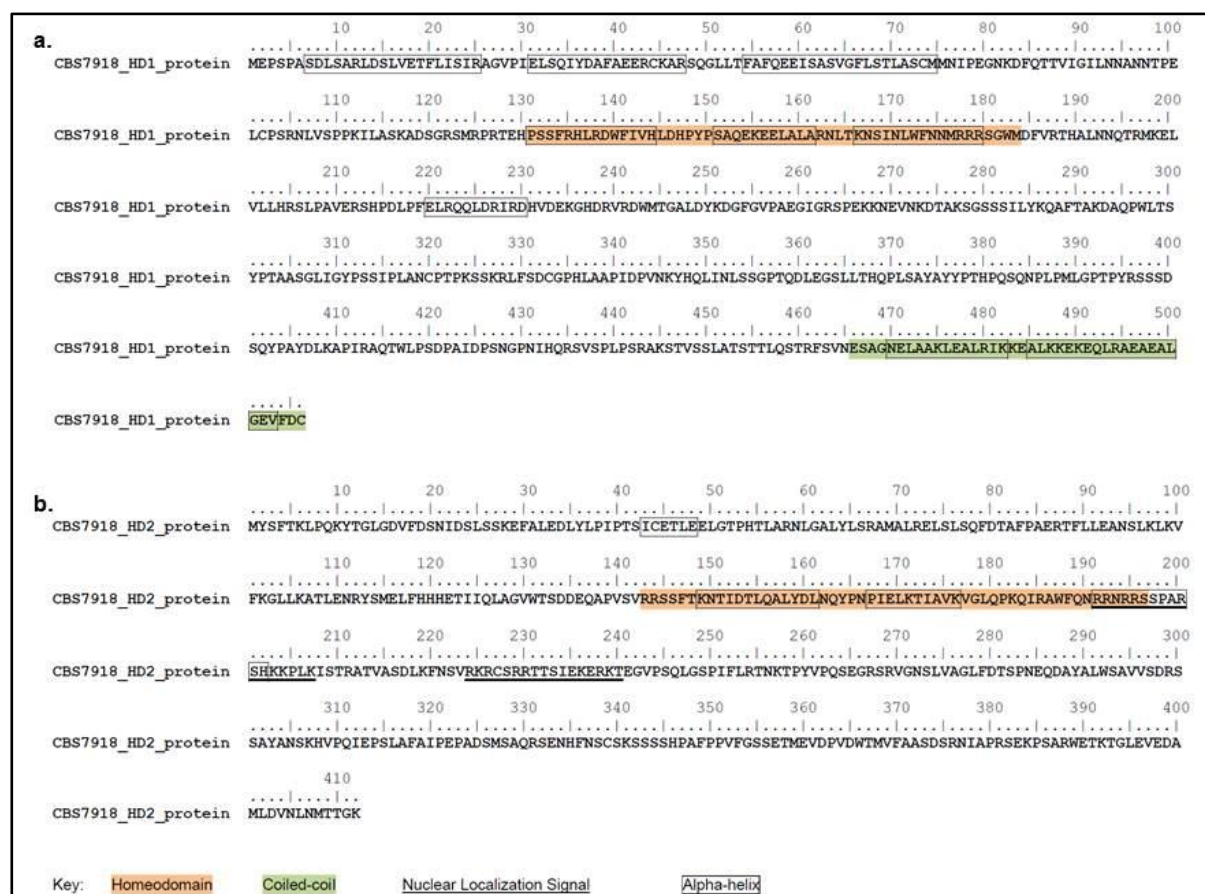 a.
10 20 30 40 50 60 70 80 90 100
CBS7918_HD1_protein MEPSPASDLSARLDSLVETFLISIRAGVPIELSQIYDAFAEERCKARSQGLLTFAFQEEISASVGFLSTLASCMMNIPEGNKDFQTTVIGILNNANNTPE
110 120 130 140 150 160 170 180 190 200
CBS7918_HD1_protein LCPSRNLVSPPKILASKADSGRSMRPRTEHPSSFRHLRDWFIVHLDHPYPSAQEKEELALARNLTKNSINLWFNNMRRRSGWMDFVRTHALNNQTRMKEL
210 220 230 240 250 260 270 280 290 300
CBS7918_HD1_protein VLLHRSLPAVERSHPDLPFELRQQLDRIRDHVDEKGHDRVRDWMTGALDYKDGFGVPAEGIGRSPEKKNEVNKDTAKSGSSSSILYKQAFTAKDAQPWLTS
310 320 330 340 350 360 370 380 390 400
CBS7918_HD1_protein YPTAASGLIGYPSSIPLANCPTPKSSKRLFSDCGPHLAAPIDPVNKYHQLINLSSGPTQDLEGSLLTHQPLSAYAYYPTHPQSQNPLPMLGPTPYRSSSD
410 420 430 440 450 460 470 480 490 500
CBS7918_HD1_protein SQYPAYDLKAPIRAQTWLPSDPAIDPSNGPNIHQRSVSPLPSRAKSTVSSLATSTTLQSTRFSVNESAGNELAAKLEALRIKKEALKKEKEQLRAEAEAL
CBS7918_HD1_protein GEVFDC
b.
10 20 30 40 50 60 70 80 90 100
CBS7918_HD2_protein MYSFTKLPQKYTGLGDVFDSNIDSLSSKEFALEDLYLPIPTSICETLEELGTPHTLARNLGALYLSRAMALRELSLSQFDTAFPAERTFLLEANSLKLKV
110 120 130 140 150 160 170 180 190 200
CBS7918_HD2_protein FKGLLKATLENRYSMELFHHHETIIQLAGVWTSDDEQAPVSVRRSSFTKNTIDTLQALYDLNQYPNPIELKTIAVKVGLQPKQIRAWFQNRRNRRSSPAR
210 220 230 240 250 260 270 280 290 300
CBS7918_HD2_protein SHKKPLKISTRATVASDLKFNSVRKRCSRRTTSIEKERKTEGVPSQLGSPIFLRTNKTPYVPQSEGRSRVGNSLVAGLFDTSPNEQDAYALWSAVVSDRS
310 320 330 340 350 360 370 380 390 400
CBS7918_HD2_protein SAYANSKHVPQIEPSLAFAIPEPADSMSAQRSENHFNSCSKSSSSHPAFPPVFGSSETMEVDPVDWTMVFAASDSRNIAPRSEKPSARWETKTGLEVEDA
410
CBS7918_HD2_protein MLDVNLNMTTGK
Key: Homeodomain Coiled-coil Nuclear Localization Signal Alpha-helix